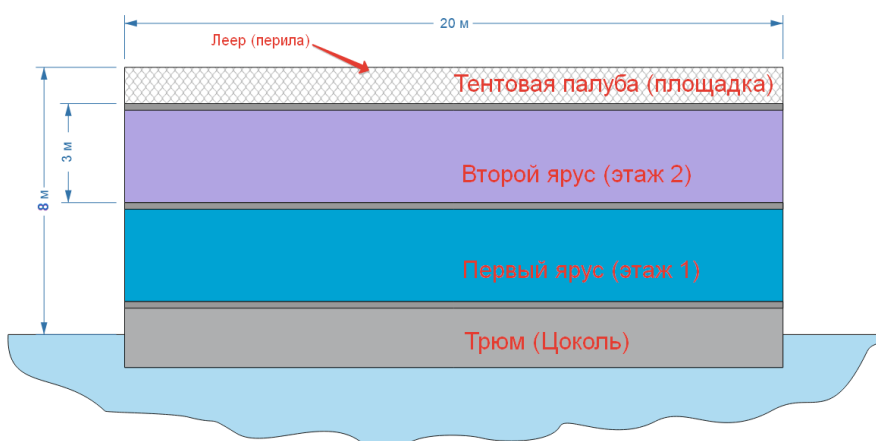 20 м
Леер (перила)
Тентовая палуба (площадка)
3 м
Второй ярус (этаж 2)
8 м
Первый ярус (этаж 1)
Трюм (Цоколь)